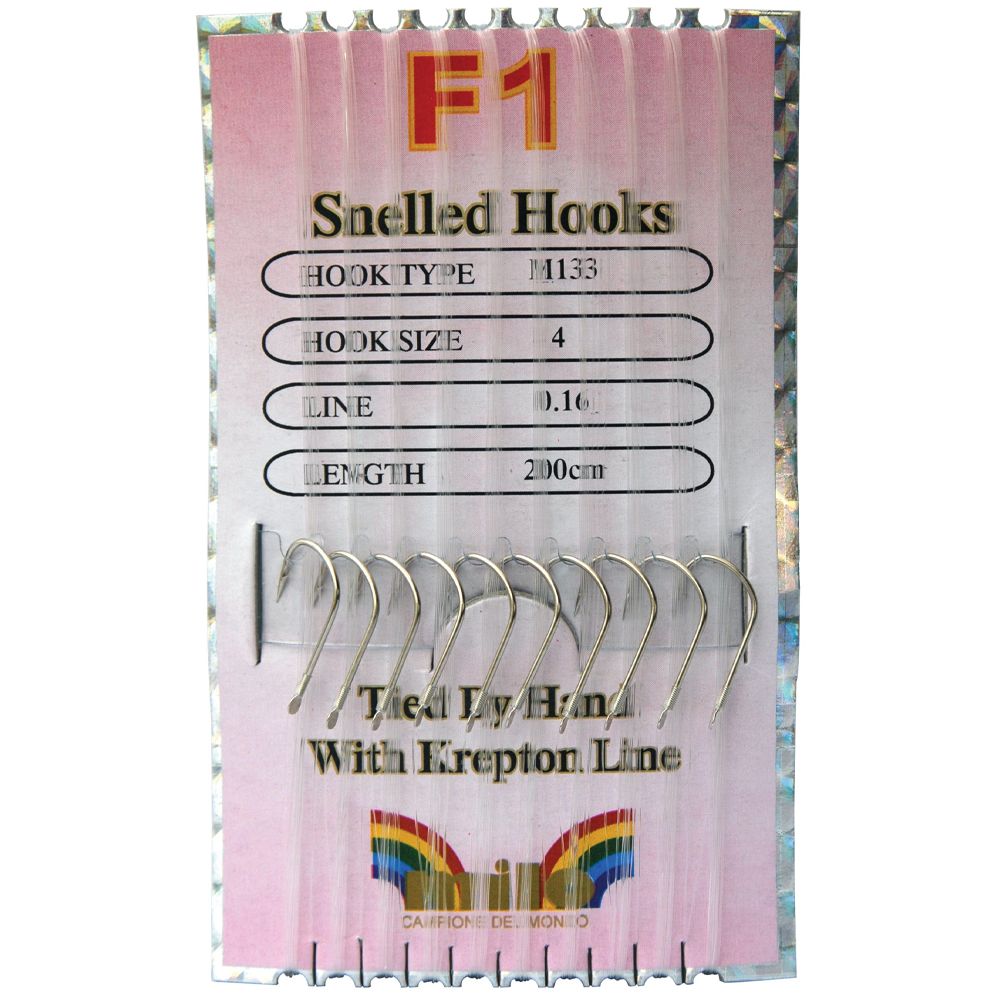 F1
Snelled Hooks
HOOK TYPE M133
HOOK SIZE 4
LINE 0.16
LENGTH 200cm
Tied By Hand
With Krepton Line
milo
CAMPIONE DEL MONDO